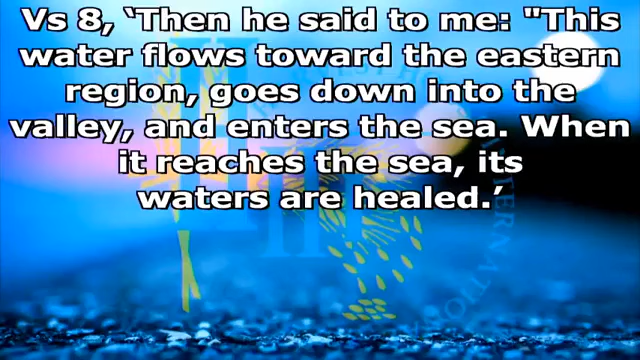 Vs 8, ‘Then he said to me: "This
water flows toward the eastern
region, goes down into the
valley, and enters the sea. When
it reaches the sea, its
waters are healed.’